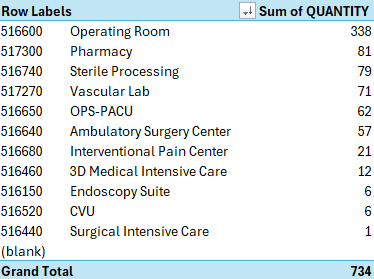 Row Labels Sum of QUANTITY
516600 Operating Room 338
517300 Pharmacy 81
516740 Sterile Processing 79
517270 Vascular Lab 71
516650 OPS-PACU 62
516640 Ambulatory Surgery Center 57
516680 Interventional Pain Center 21
516460 3D Medical Intensive Care 12
516150 Endoscopy Suite 6
516520 CVU 6
516440 Surgical Intensive Care 1
(blank)
Grand Total 734